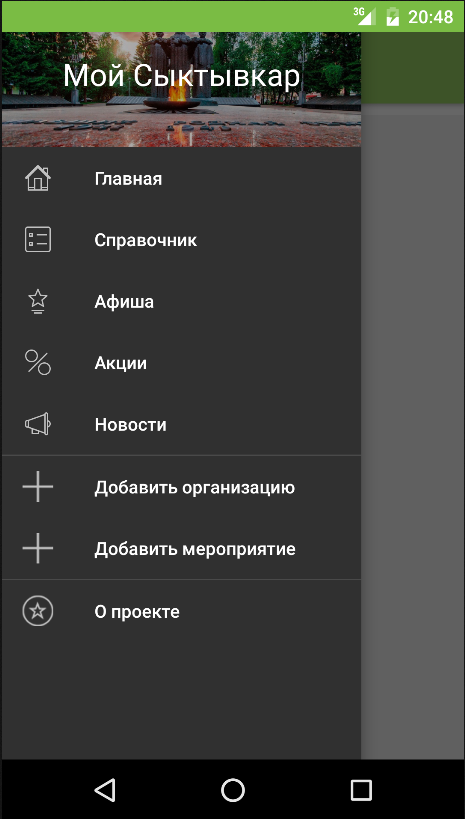 3G 20:48
Мой Сыктывкар
Главная
Справочник
Афиша
Акции
Новости
Добавить организацию
Добавить мероприятие
О проекте